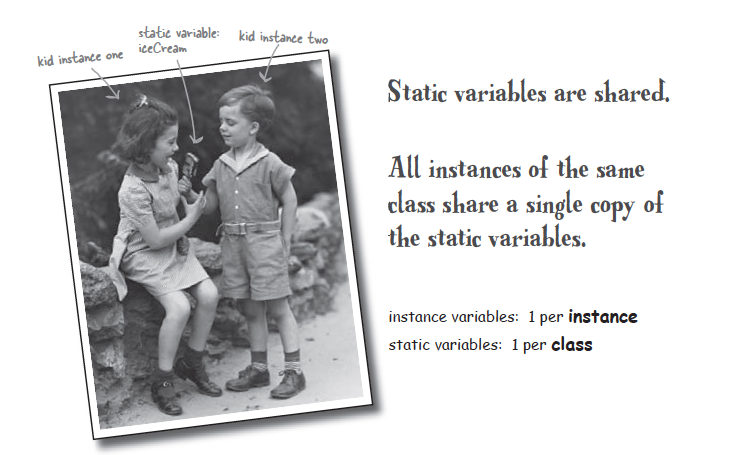 kid instance one
static variable:
iceCream
kid instance two
Static variables are shared.
All instances of the same
class share a single copy of
the static variables.
instance variables: 1 per instance
static variables: 1 per class